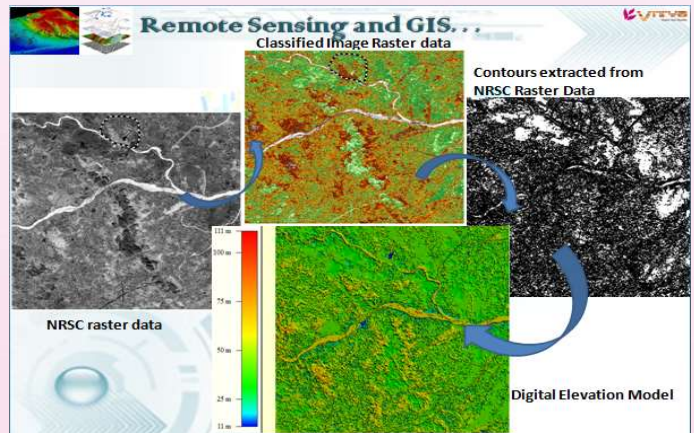 Remote Sensing and GIS...
Classified Image Raster data
Contours extracted from
NRSC Raster Data
111 m
100 m
75 m
50 m
25 m
11 m
NRSC raster data
Digital Elevation Model